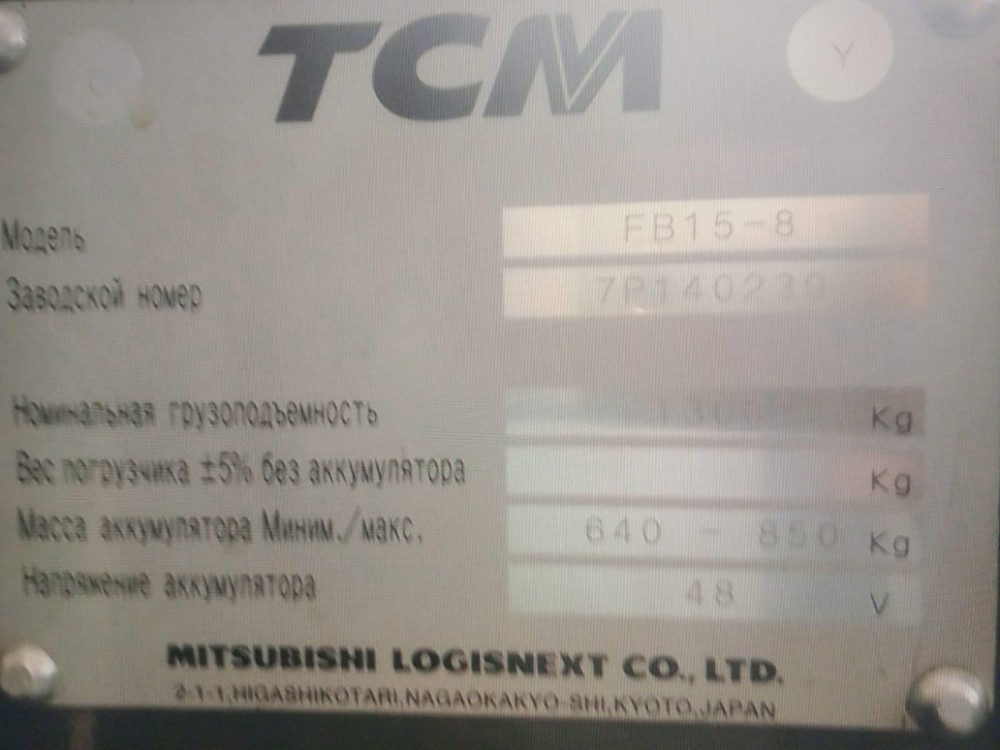 TCM
Y
Модель FB15-8
Заводской номер 7P140239
Номинальная грузоподъемность Kg
Вес погрузчика ±5% без аккумулятора Kg
Масса аккумулятора Миним./макс. 640 - 850 Kg
Напряжение аккумулятора 48 V
MITSUBISHI LOGISNEXT CO., LTD.
2-1-1,HIGASHIKOTARI,NAGAOKAKYO-SHI,KYOTO,JAPAN